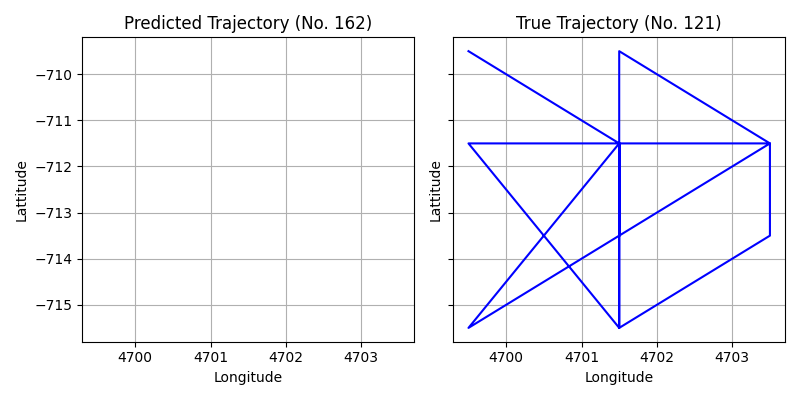 Predicted Trajectory (No. 162)
True Trajectory (No. 121)
−710
−711
−712
−713
−714
−715
Lattitude
Lattitude
4700 4701 4702 4703
4700 4701 4702 4703
Longitude
Longitude